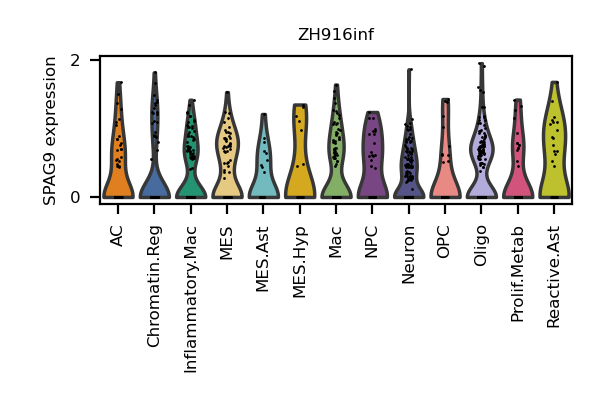 ZH916inf
SPAG9 expression
2
0
AC
Chromatin.Reg
Inflammatory.Mac
MES
MES.Ast
MES.Hyp
Mac
NPC
Neuron
OPC
Oligo
Prolif.Metab
Reactive.Ast